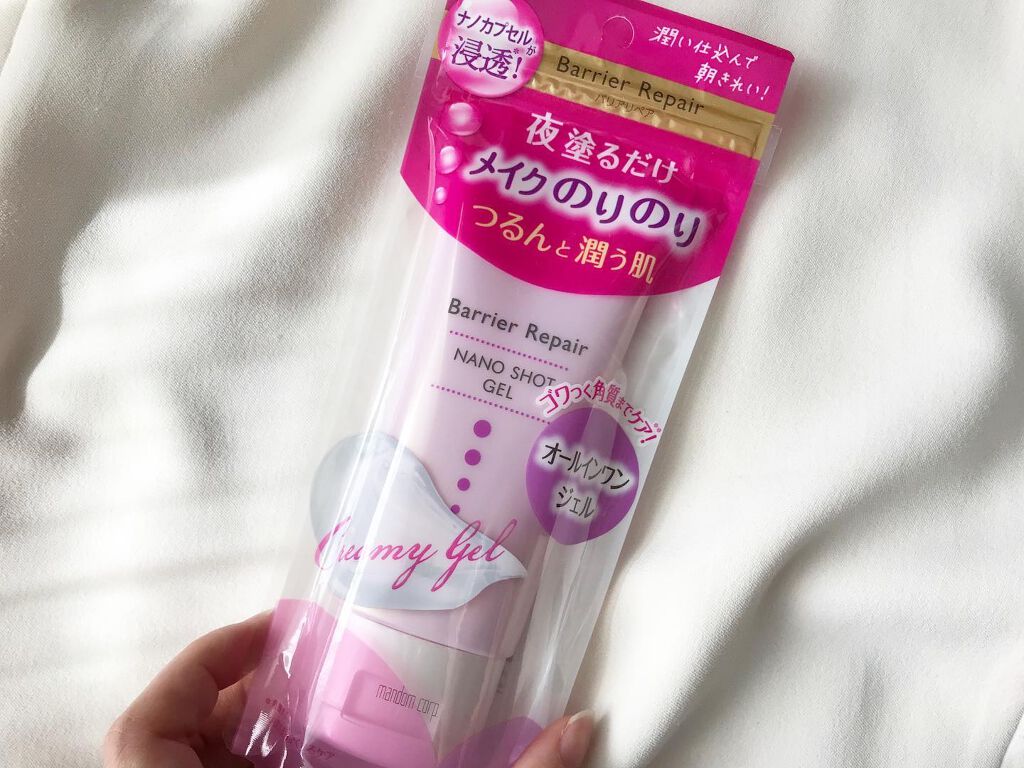 ナノカプセルが
浸透*!
潤い仕込んで
朝きれい!
Barrier Repair
バリアリペア
夜塗るだけ
メイクのりのり
つるんと潤う肌
Barrier Repair
NANO SHOT
GEL
ゴワつく角質までケア!**
オールインワン
ジェル
Creamy Gel
mandom corp.